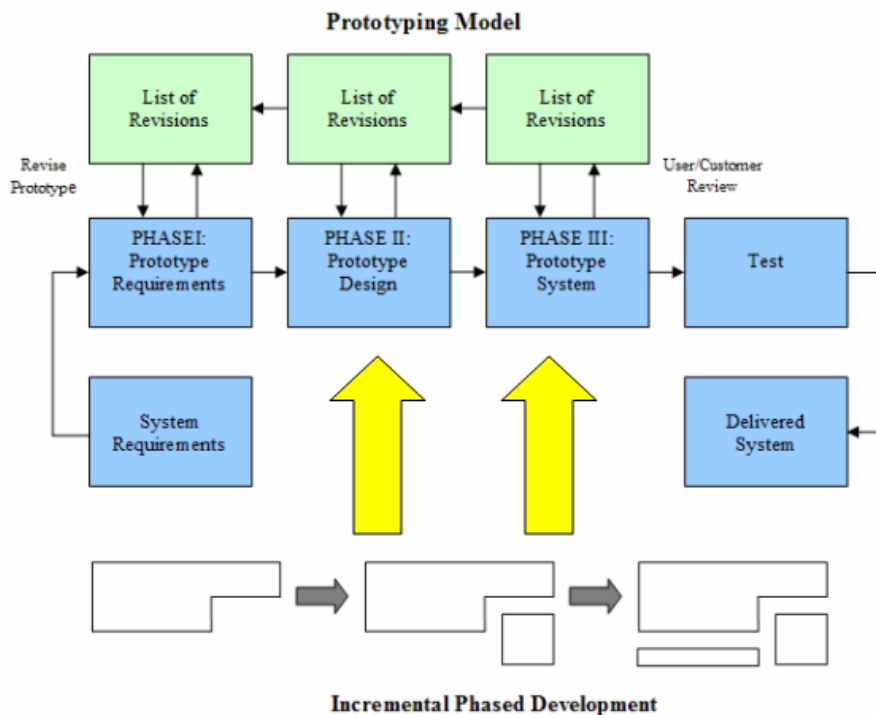 Prototyping Model
List of
Revisions
List of
Revisions
List of
Revisions
Revise
Prototype
User/Customer
Review
PHASEI:
Prototype
Requirements
PHASE II:
Prototype
Design
PHASE III:
Prototype
System
Test
System
Requirements
Delivered
System
Incremental Phased Development